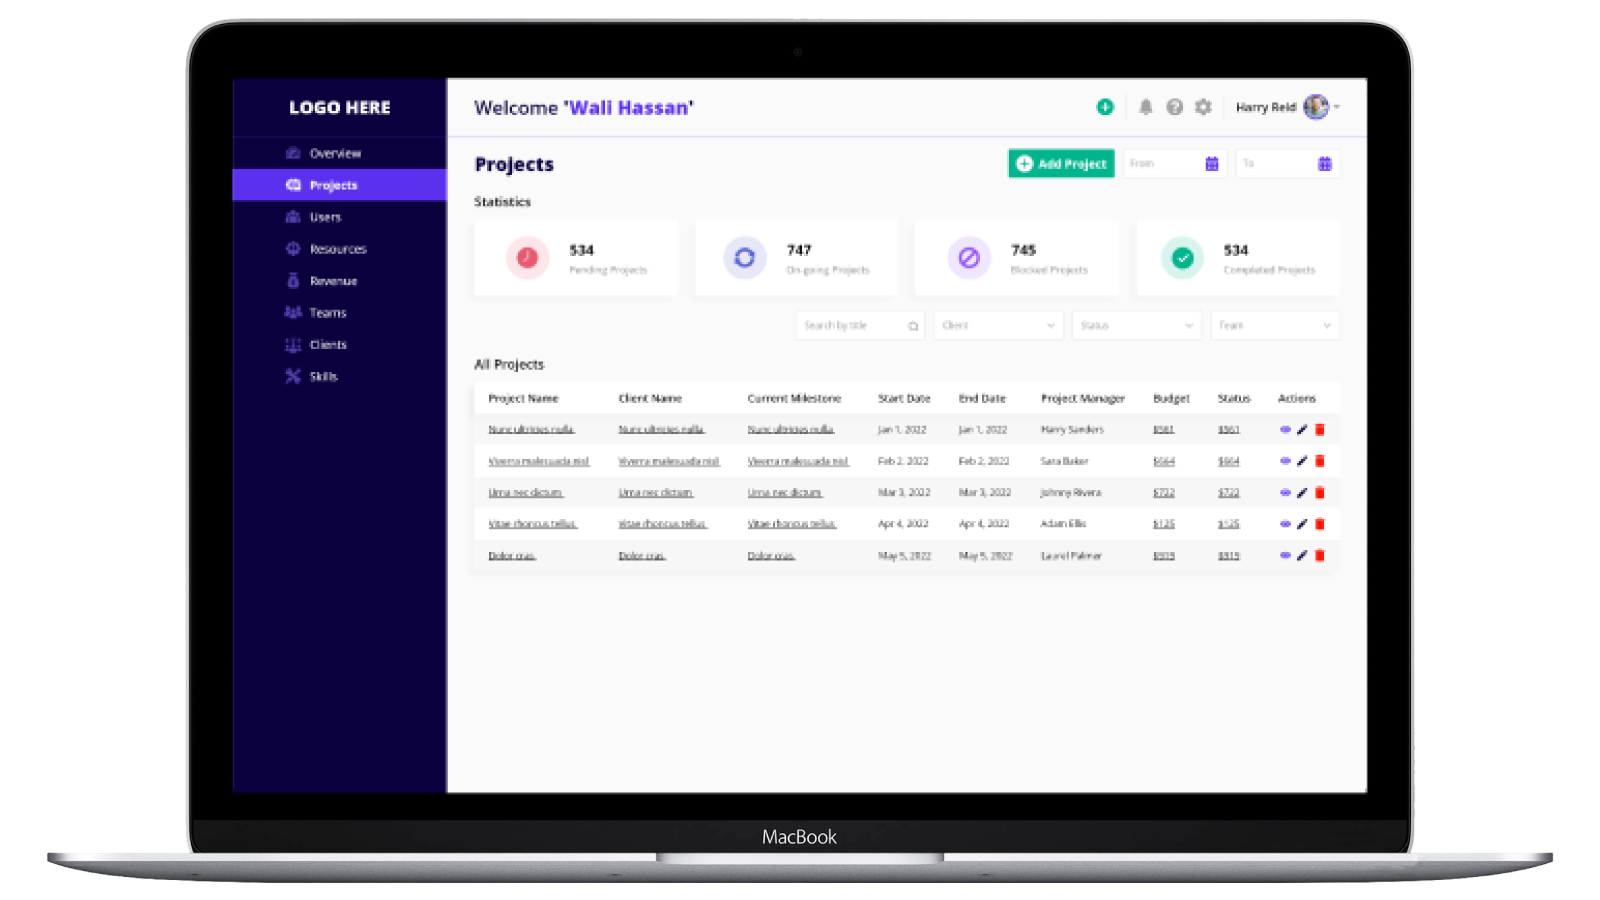 LOGO HERE
Welcome 'Wali Hassan'
Harry Reid
Overview
Projects
Users
Resources
Revenue
Teams
Clients
Skills
Projects
Add Project
From
To
Statistics
534
Pending Projects
747
On-going Projects
745
Blocked Projects
534
Completed Projects
Search by title
Client
Status
Team
All Projects
Project Name Client Name Current Milestone Start Date End Date Project Manager Budget Status Actions
Nunc ultricies nulla. Nunc ultricies nulla. Nunc ultricies nulla. Jan 1, 2022 Jan 1, 2022 Harry Sanders $561 $561
Viverra malesuada nisl. Viverra malesuada nisl. Viverra malesuada nisl. Feb 2, 2022 Feb 2, 2022 Sara Baker $664 $664
Urna nec dictum. Urna nec dictum. Urna nec dictum. Mar 3, 2022 Mar 3, 2022 Johnny Rivera $722 $722
Vitae rhoncus tellus. Vitae rhoncus tellus. Vitae rhoncus tellus. Apr 4, 2022 Apr 4, 2022 Adam Ellis $125 $125
Dolor cras. Dolor cras. Dolor cras. May 5, 2022 May 5, 2022 Laurel Palmer
MacBook